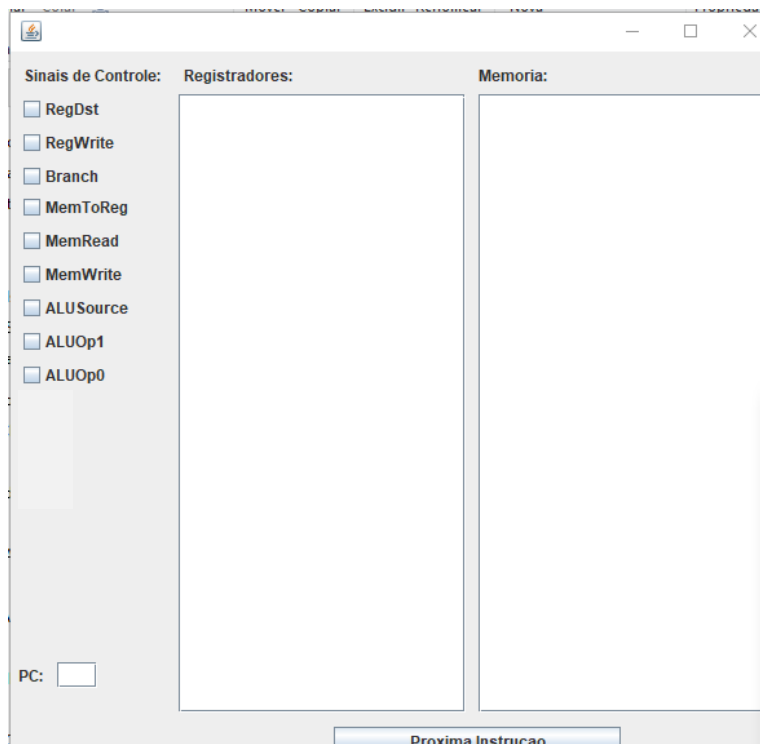 Sinais de Controle: Registradores: Memoria:
RegDst
RegWrite
Branch
MemToReg
MemRead
MemWrite
ALUSource
ALUOp1
ALUOp0
PC:
Proxima Instrucao